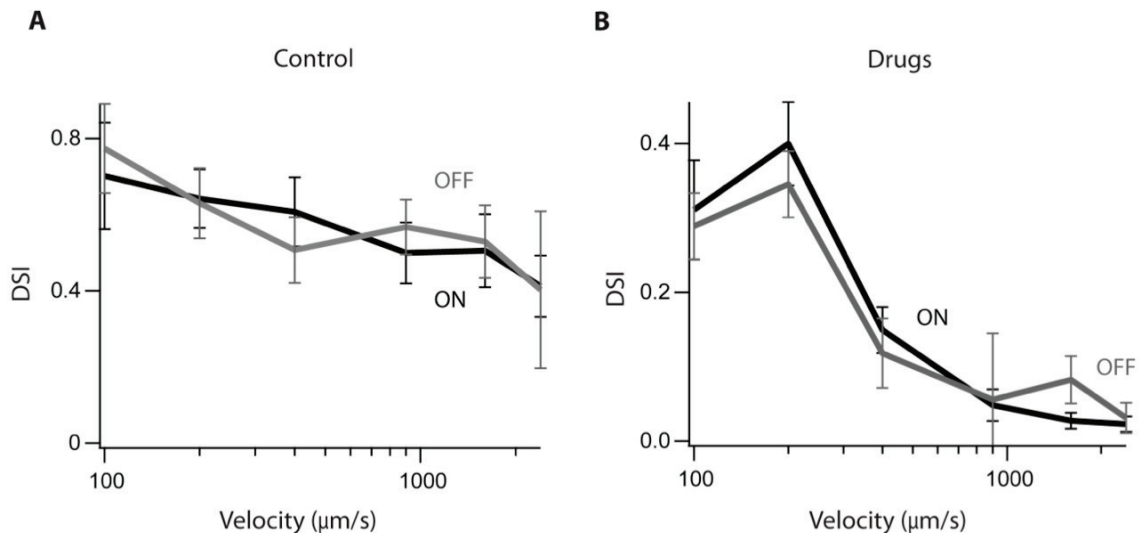 A
Control
0.8
0.4
0
DSI
OFF
ON
100
1000
Velocity (μm/s)
B
Drugs
0.4
0.2
0.0
DSI
ON
OFF
100
1000
Velocity (μm/s)